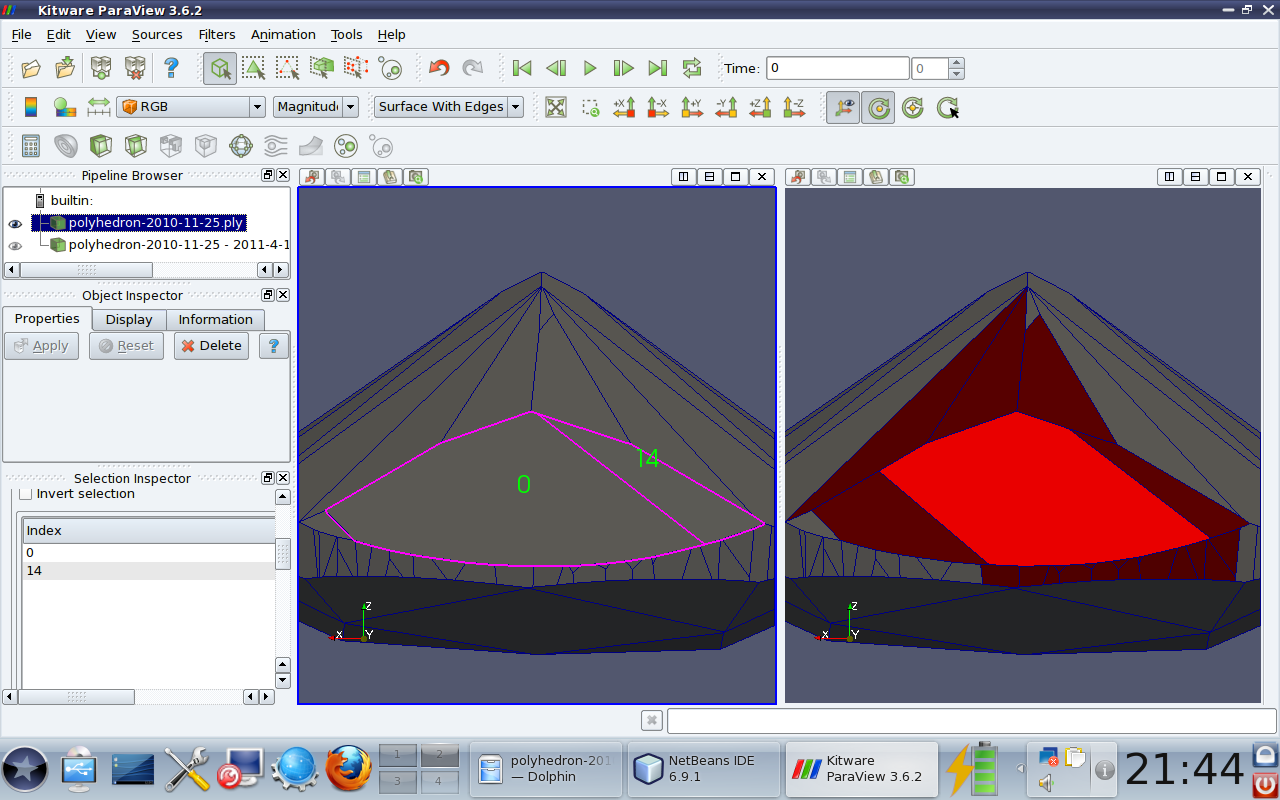 Kitware ParaView 3.6.2
File Edit View Sources Filters Animation Tools Help
Time: 0 0
RGB Magnitud Surface With Edges +X -X +Y -Y +Z -Z
Pipeline Browser
builtin:
polyhedron-2010-11-25.ply
polyhedron-2010-11-25 - 2011-4-1
Object Inspector
Properties Display Information
Apply Reset Delete ?
Selection Inspector
Invert selection
Index
0
14
0
14
Z
X Y
Z
X Y
1 2
3 4
polyhedron-201
— Dolphin
NetBeans IDE
6.9.1
Kitware
ParaView 3.6.2
21:44